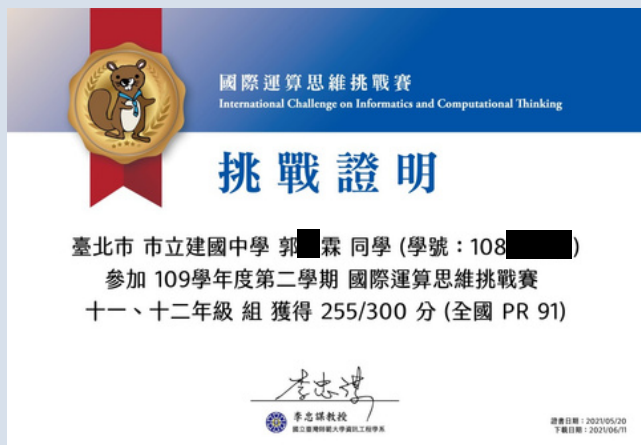 國際運算思維挑戰賽
International Challenge on Informatics and Computational Thinking
挑戰證明
臺北市 市立建國中學 郭 霖 同學 (學號：108 )
參加 109學年度第二學期 國際運算思維挑戰賽
十一、十二年級 組 獲得 255/300 分 (全國 PR 91)
李忠謀
李忠謀教授
國立臺灣師範大學資訊工程學系
證書日期：2021/05/20
下載日期：2021/06/11